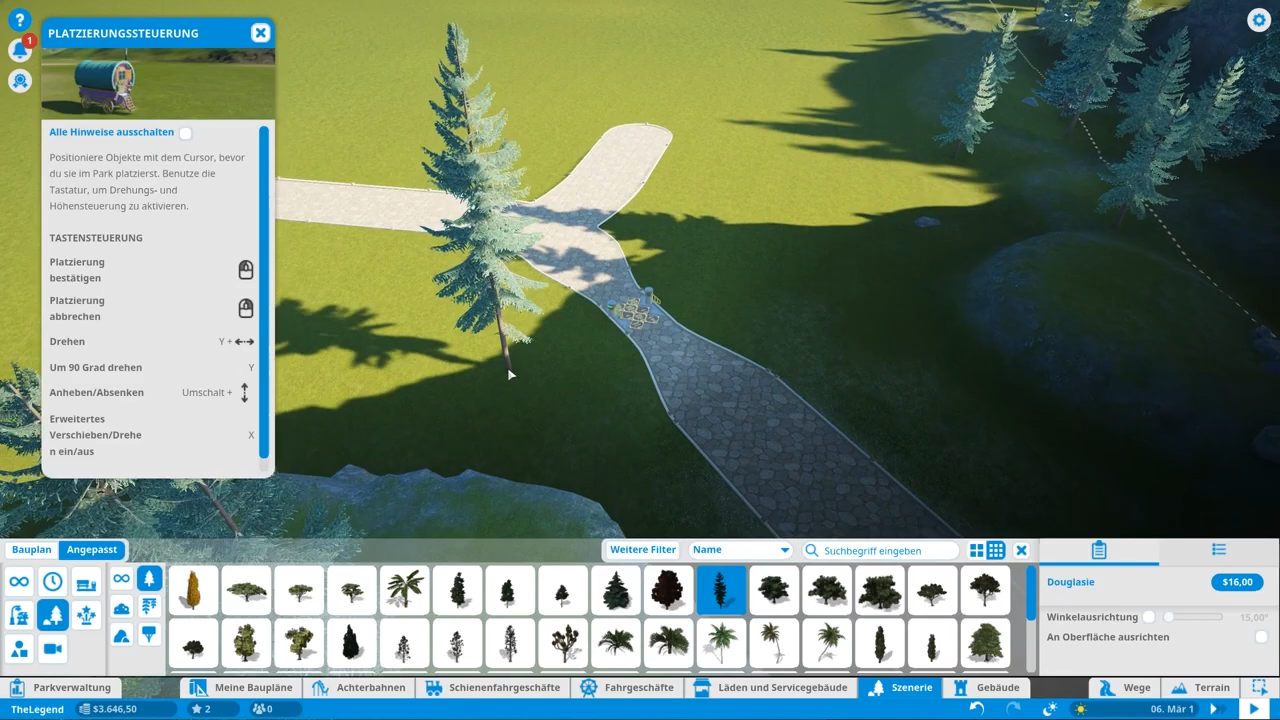 ?
1
PLATZIERUNGSSTEUERUNG
Alle Hinweise ausschalten
Positioniere Objekte mit dem Cursor, bevor
du sie im Park platzierst. Benutze die
Tastatur, um Drehungs- und
Höhensteuerung zu aktivieren.
TASTENSTEUERUNG
Platzierung
bestätigen
Platzierung
abbrechen
Drehen Y +
Um 90 Grad drehen Y
Anheben/Absenken Umschalt +
Erweitertes
Verschieben/Drehe
n ein/aus X
Bauplan Angepasst Weitere Filter Name Suchbegriff eingeben
Douglasie $16,00
Winkelausrichtung 15,00°
An Oberfläche ausrichten
Parkverwaltung Meine Baupläne Achterbahnen Schienenfahrgeschäfte Fahrgeschäfte Läden und Servicegebäude Szenerie Gebäude Wege Terrain
TheLegend $3.646,50 2 0 06. Mär 1